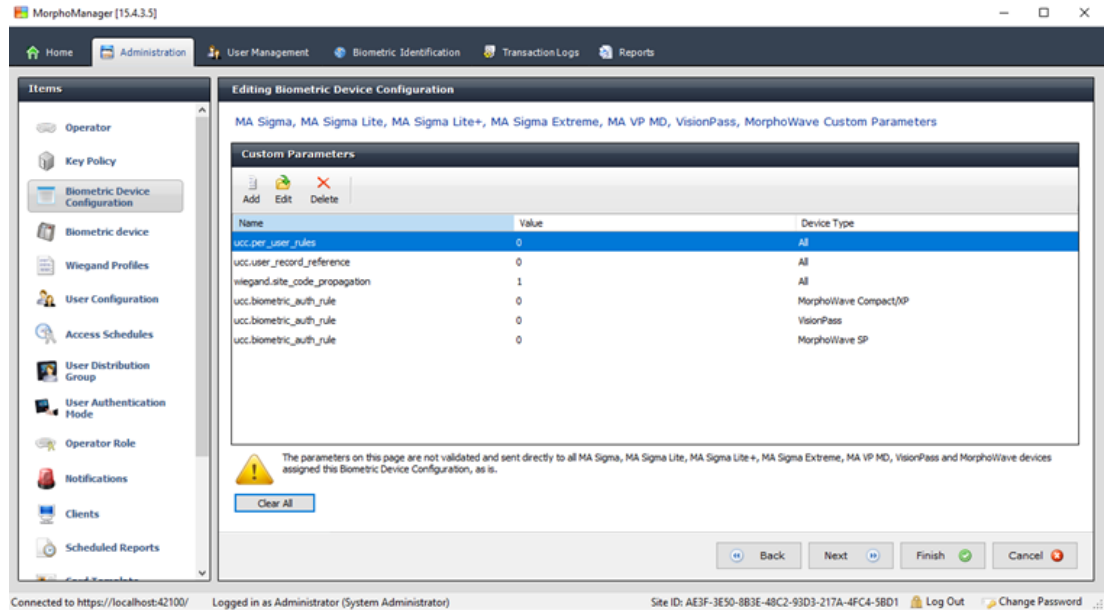 MorphoManager [15.4.3.5]
Home Administration User Management Biometric Identification Transaction Logs Reports
Items
Operator
Key Policy
Biometric Device
Configuration
Biometric device
Wiegand Profiles
User Configuration
Access Schedules
User Distribution
Group
User Authentication
Mode
Operator Role
Notifications
Clients
Scheduled Reports
Card Template
Editing Biometric Device Configuration
MA Sigma, MA Sigma Lite, MA Sigma Lite+, MA Sigma Extreme, MA VP MD, VisionPass, MorphoWave Custom Parameters
Custom Parameters
Add Edit Delete
Name Value Device Type
ucc.per_user_rules 0 All
ucc.user_record_reference 0 All
wiegand.site_code_propagation 1 All
ucc.biometric_auth_rule 0 MorphoWave Compact/XP
ucc.biometric_auth_rule 0 VisionPass
ucc.biometric_auth_rule 0 MorphoWave SP
The parameters on this page are not validated and sent directly to all MA Sigma, MA Sigma Lite, MA Sigma Lite+, MA Sigma Extreme, MA VP MD, VisionPass and MorphoWave devices
assigned this Biometric Device Configuration, as is.
Clear All
Back Next Finish Cancel
Connected to https://localhost:42100/ Logged in as Administrator (System Administrator) Site ID: AE3F-3E50-8B3E-48C2-93D3-217A-4FC4-5BD1 Log Out Change Password